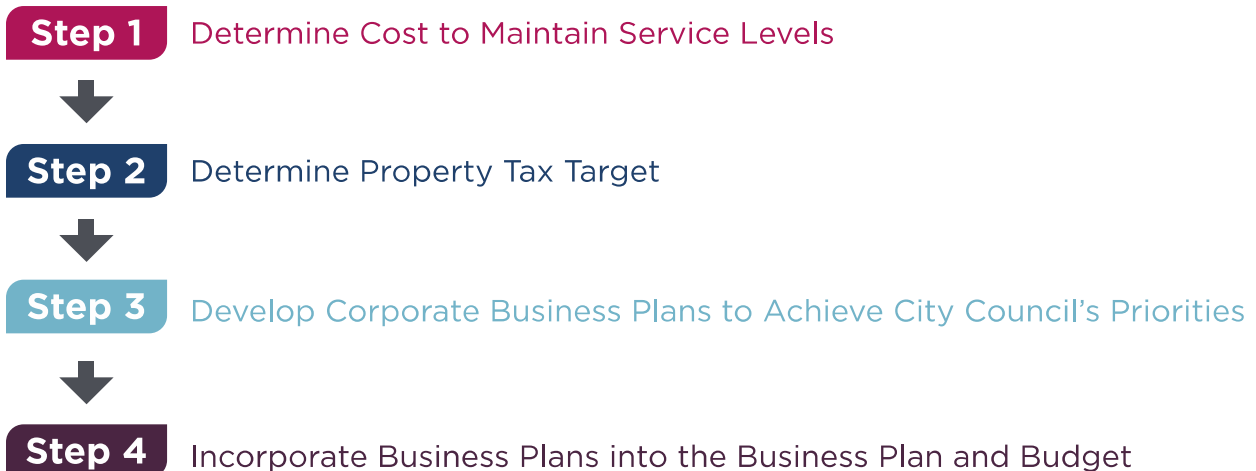 Step 1 Determine Cost to Maintain Service Levels
Step 2 Determine Property Tax Target
Step 3 Develop Corporate Business Plans to Achieve City Council’s Priorities
Step 4 Incorporate Business Plans into the Business Plan and Budget